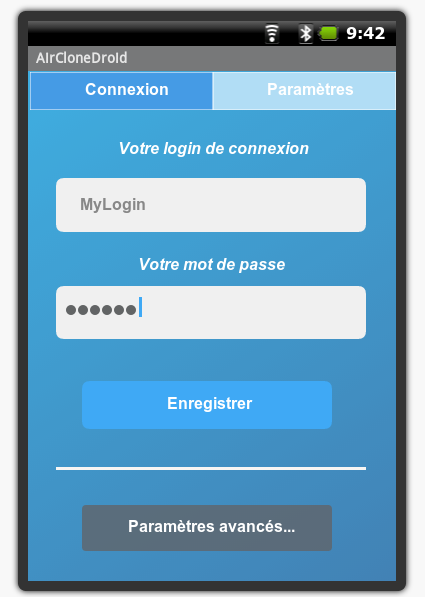 9:42
AirCloneDroid
Connexion Paramètres
Votre login de connexion
MyLogin
Votre mot de passe
••••••
Enregistrer
Paramètres avancés...